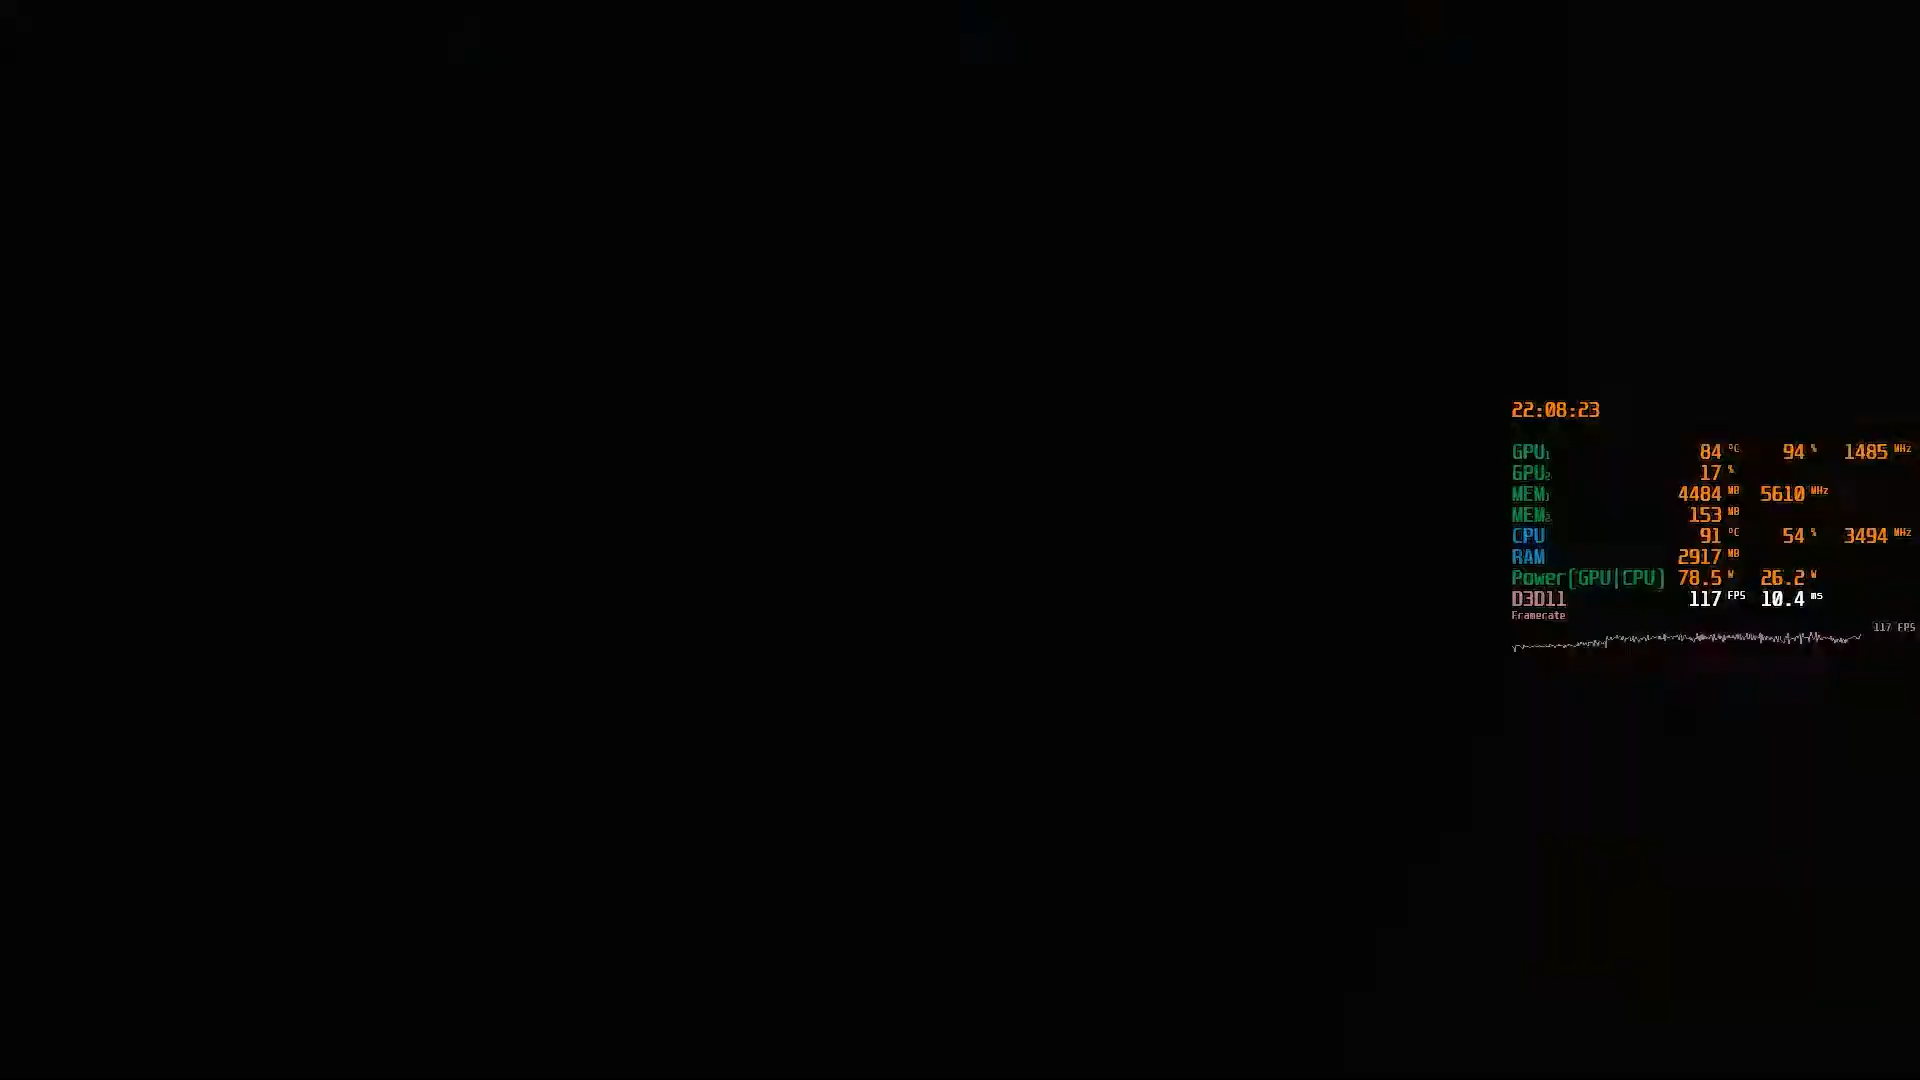 22:08:23
GPU1 84 °C 94 % 1485 MHz
GPU2 17 %
MEM1 4484 MB 5610 MHz
MEM2 153 MB
CPU 91 °C 54 % 3494 MHz
RAM 2917 MB
Power[GPU|CPU] 78.5 W 26.2 W
D3D11 117 FPS 10.4 ms
Framerate
117 FPS